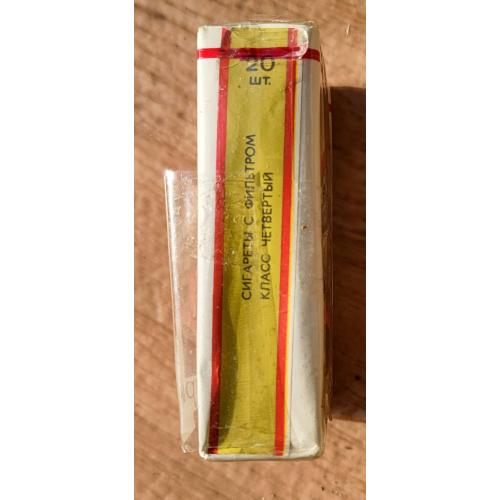 20
ШТ.
СИГАРЕТЫ С ФИЛЬТРОМ
КЛАСС ЧЕТВЕРТЫЙ